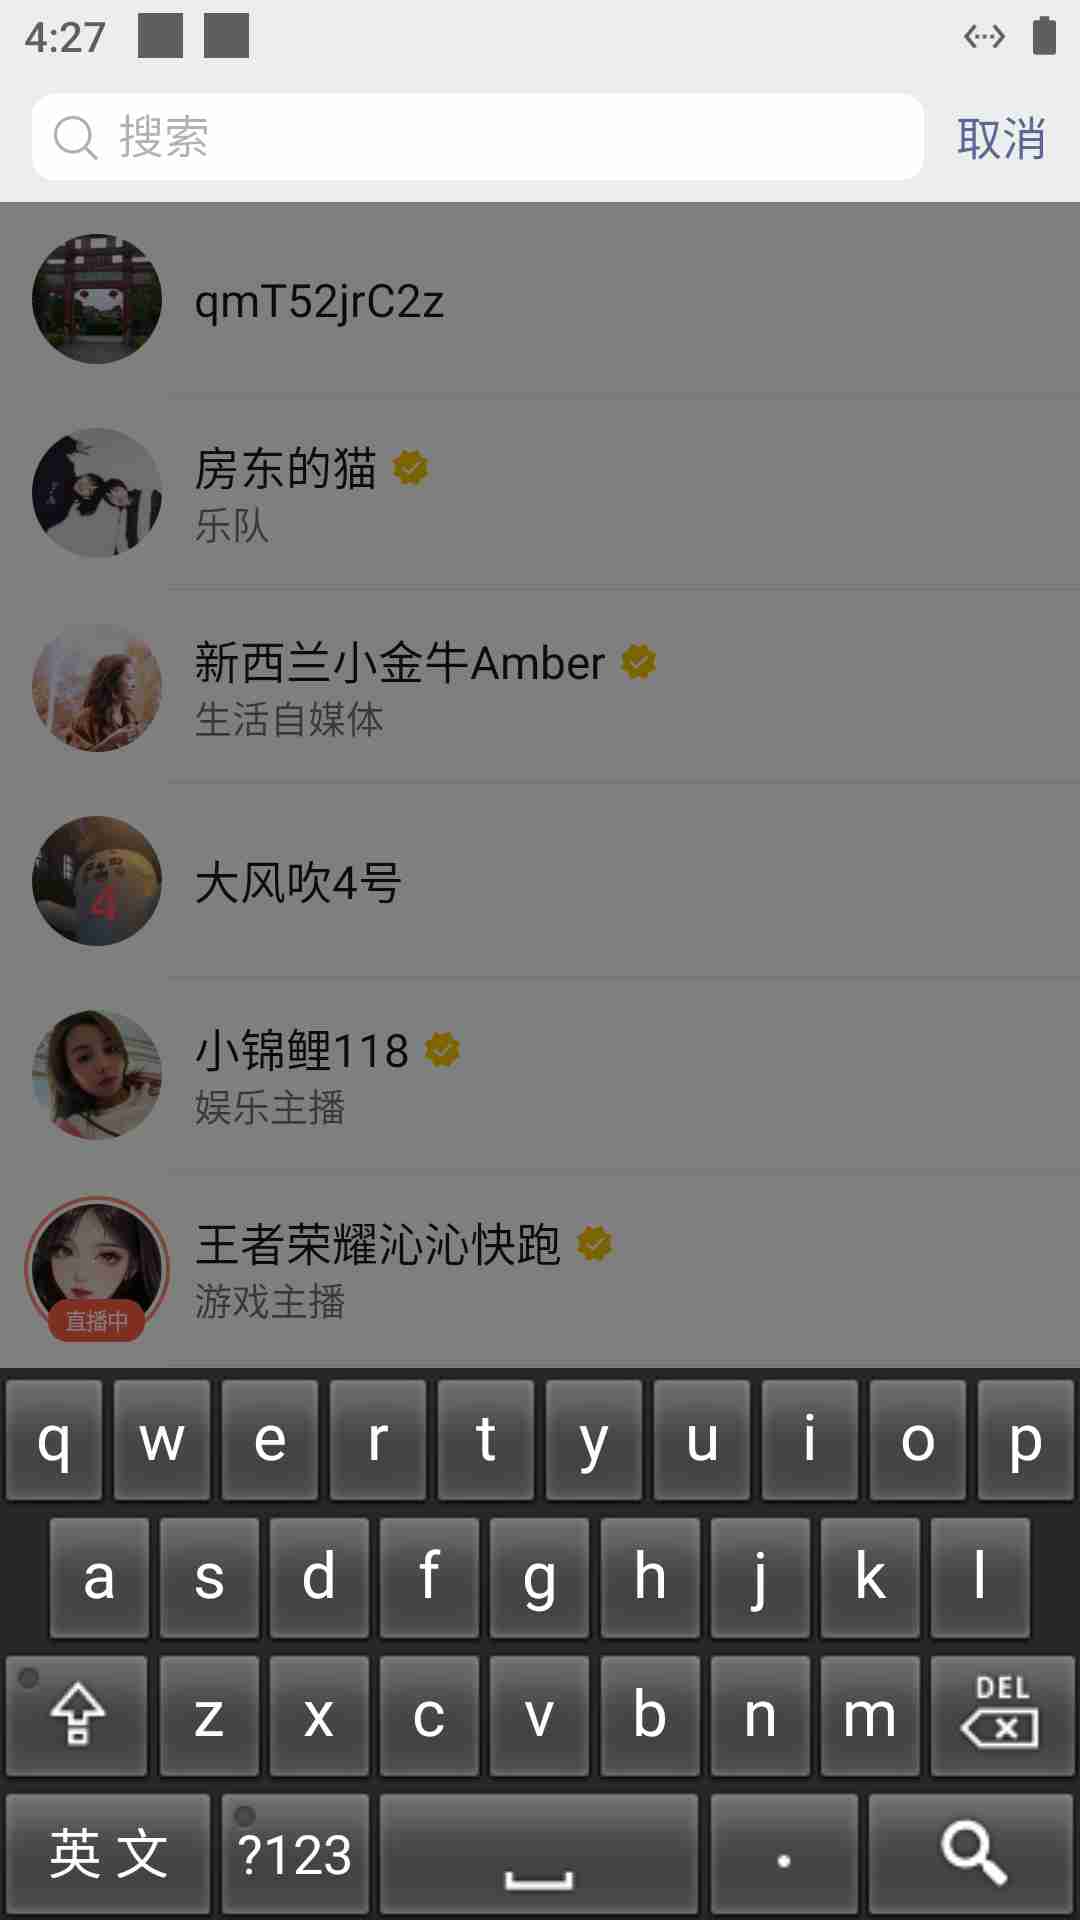 4:27
搜索
取消
qmT52jrC2z
房东的猫
乐队
新西兰小金牛Amber
生活自媒体
4
大风吹4号
小锦鲤118
娱乐主播
王者荣耀沁沁快跑
游戏主播
直播中
q w e r t y u i o p
a s d f g h j k l
z x c v b n m DEL
英文 ?123 .